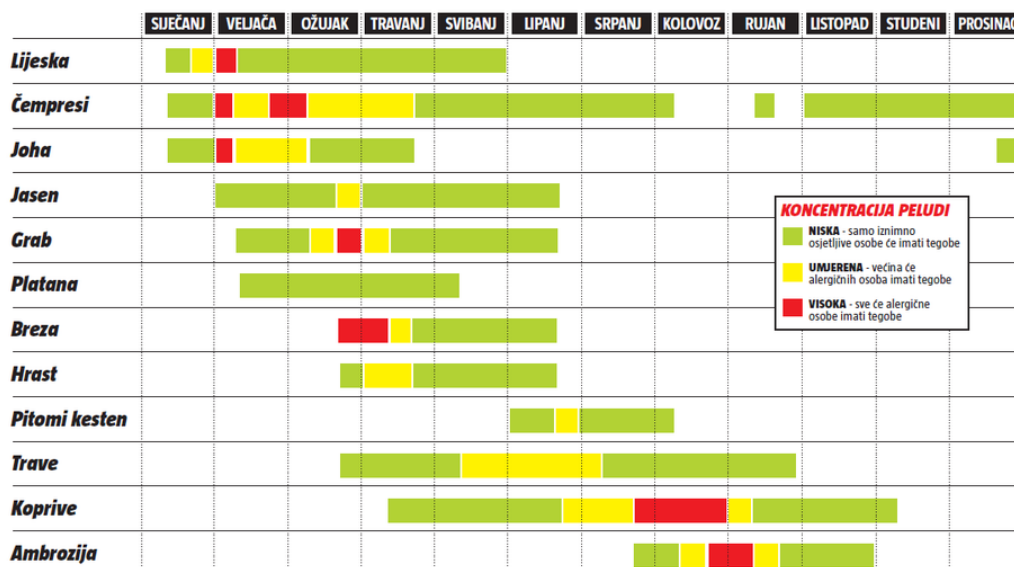 SIJEČANJ VELJAČA OŽUJAK TRAVANJ SVIBANJ LIPANJ SRPANJ KOLOVOZ RUJAN LISTOPAD STUDENI PROSINAC
Lijeska
Čempresi
Joha
Jasen
Grab
Platana
Breza
Hrast
Pitomi kesten
Trave
Koprive
Ambrozija
KONCENTRACIJA PELUDI
NISKA - samo iznimno
osjetljive osobe će imati tegobe
UMJERENA - većina će
alergičnih osoba imati tegobe
VISOKA - sve će alergične
osobe imati tegobe